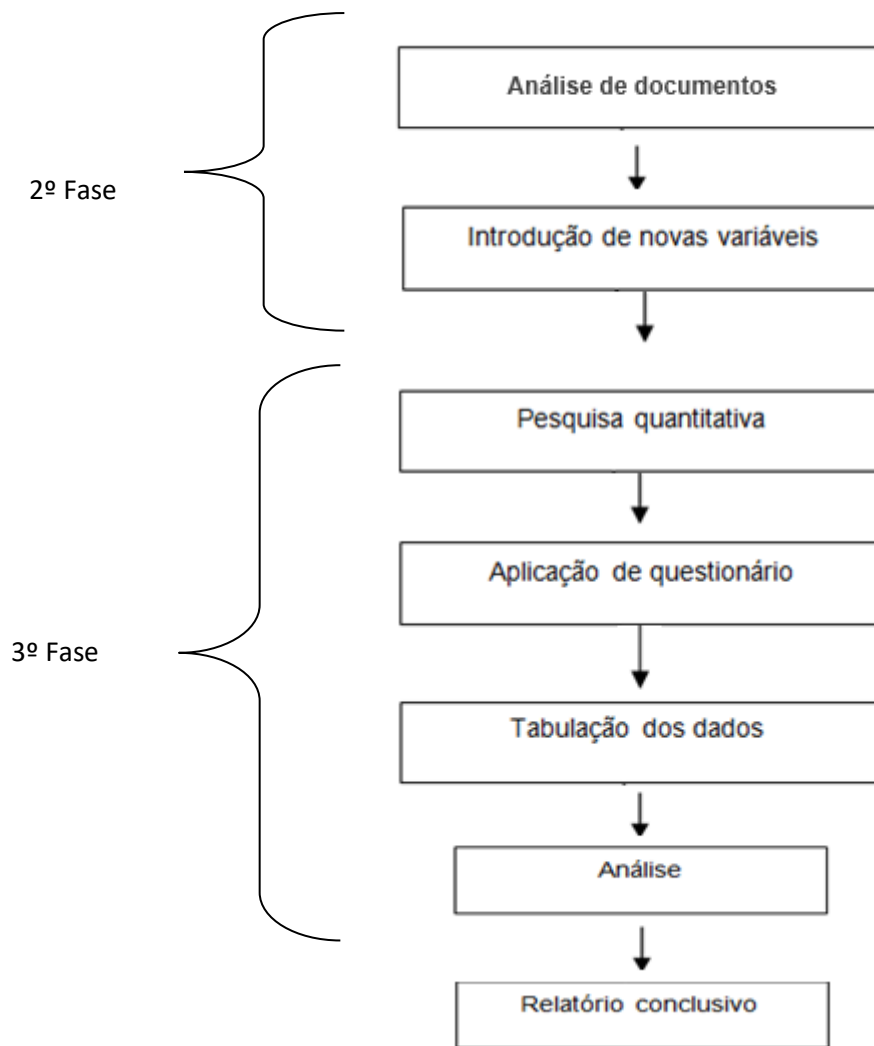 Análise de documentos
2º Fase
Introdução de novas variáveis
Pesquisa quantitativa
Aplicação de questionário
3º Fase
Tabulação dos dados
Análise
Relatório conclusivo